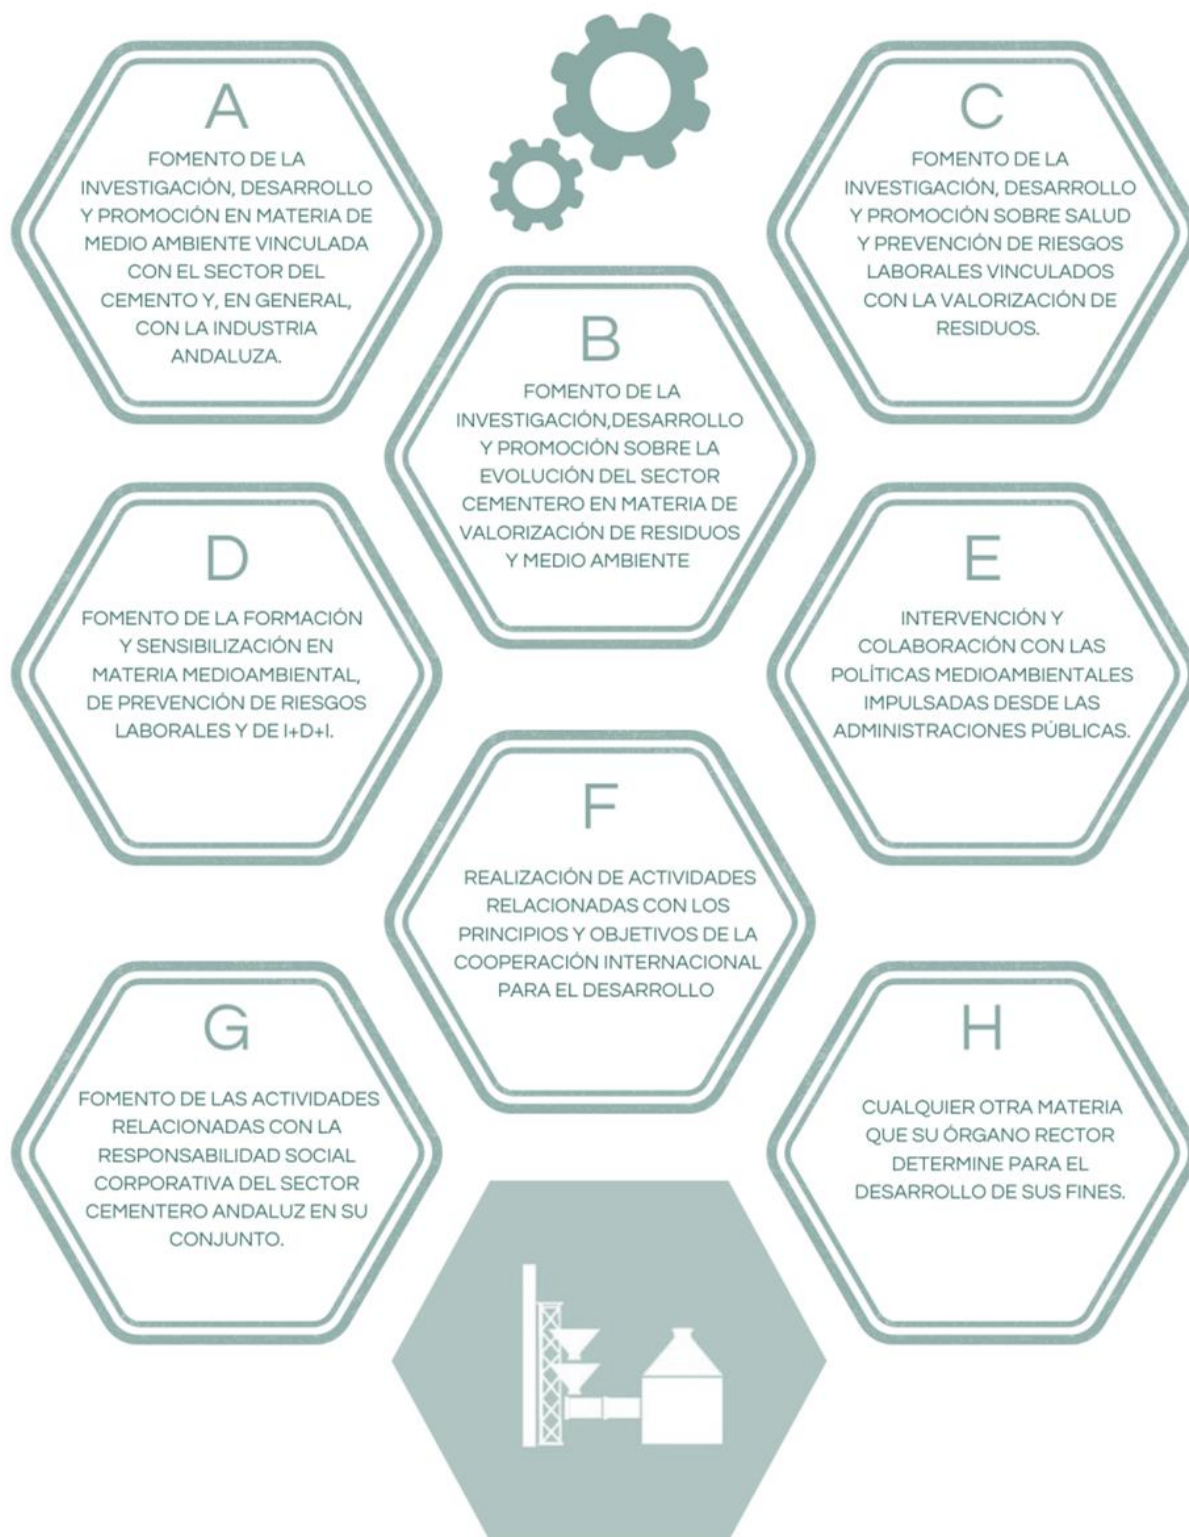 A
FOMENTO DE LA
INVESTIGACIÓN, DESARROLLO
Y PROMOCIÓN EN MATERIA DE
MEDIO AMBIENTE VINCULADA
CON EL SECTOR DEL
CEMENTO Y, EN GENERAL,
CON LA INDUSTRIA
ANDALUZA.
B
FOMENTO DE LA
INVESTIGACIÓN,DESARROLLO
Y PROMOCIÓN SOBRE LA
EVOLUCIÓN DEL SECTOR
CEMENTERO EN MATERIA DE
VALORIZACIÓN DE RESIDUOS
Y MEDIO AMBIENTE
C
FOMENTO DE LA
INVESTIGACIÓN, DESARROLLO
Y PROMOCIÓN SOBRE SALUD
Y PREVENCIÓN DE RIESGOS
LABORALES VINCULADOS
CON LA VALORIZACIÓN DE
RESIDUOS.
D
FOMENTO DE LA FORMACIÓN
Y SENSIBILIZACIÓN EN
MATERIA MEDIOAMBIENTAL,
DE PREVENCIÓN DE RIESGOS
LABORALES Y DE I+D+I.
E
INTERVENCIÓN Y
COLABORACIÓN CON LAS
POLÍTICAS MEDIOAMBIENTALES
IMPULSADAS DESDE LAS
ADMINISTRACIONES PÚBLICAS.
F
REALIZACIÓN DE ACTIVIDADES
RELACIONADAS CON LOS
PRINCIPIOS Y OBJETIVOS DE LA
COOPERACIÓN INTERNACIONAL
PARA EL DESARROLLO
G
FOMENTO DE LAS ACTIVIDADES
RELACIONADAS CON LA
RESPONSABILIDAD SOCIAL
CORPORATIVA DEL SECTOR
CEMENTERO ANDALUZ EN SU
CONJUNTO.
H
CUALQUIER OTRA MATERIA
QUE SU ÓRGANO RECTOR
DETERMINE PARA EL
DESARROLLO DE SUS FINES.